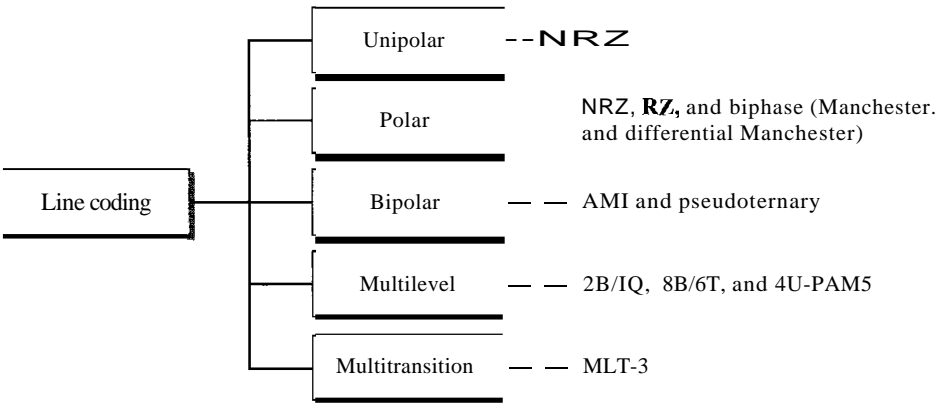 Unipolar
--NRZ
Polar
NRZ, RZ, and biphase (Manchester.
and differential Manchester)
Line coding
Bipolar
— — AMI and pseudoternary
Multilevel
— — 2B/IQ, 8B/6T, and 4U-PAM5
Multitransition
— — MLT-3